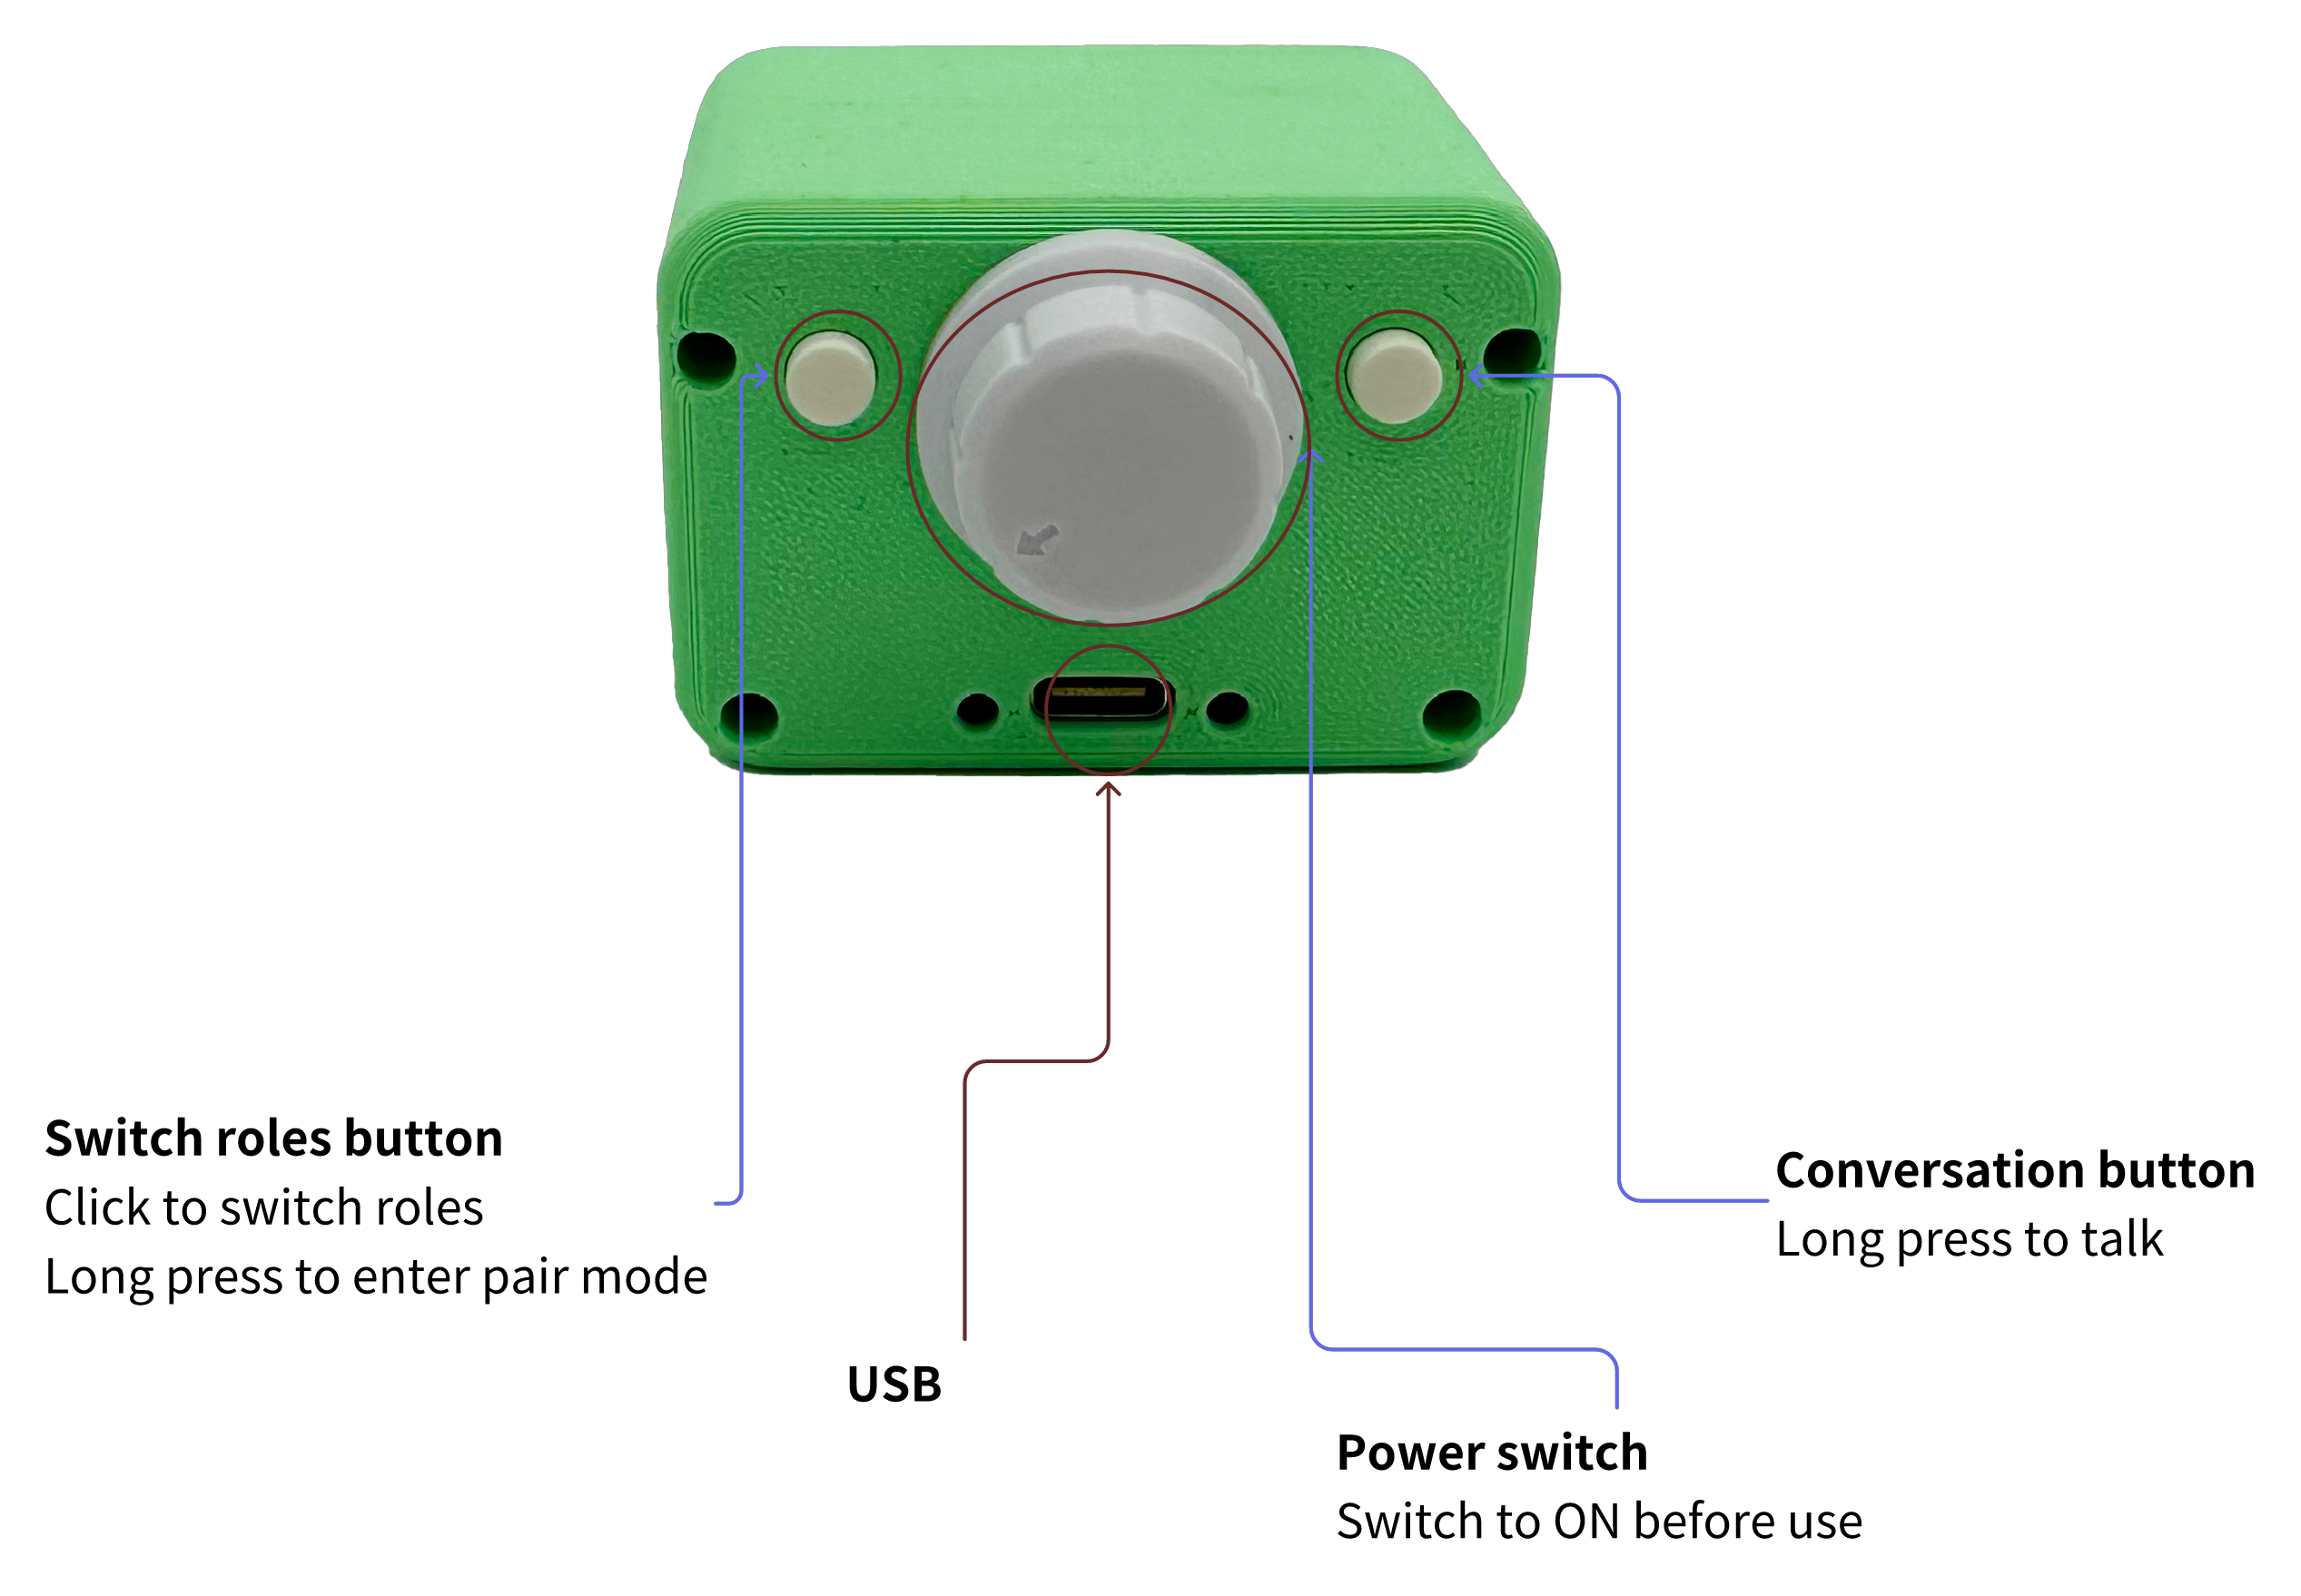 Switch roles button
Click to switch roles
Long press to enter pair mode
USB
Conversation button
Long press to talk
Power switch
Switch to ON before use